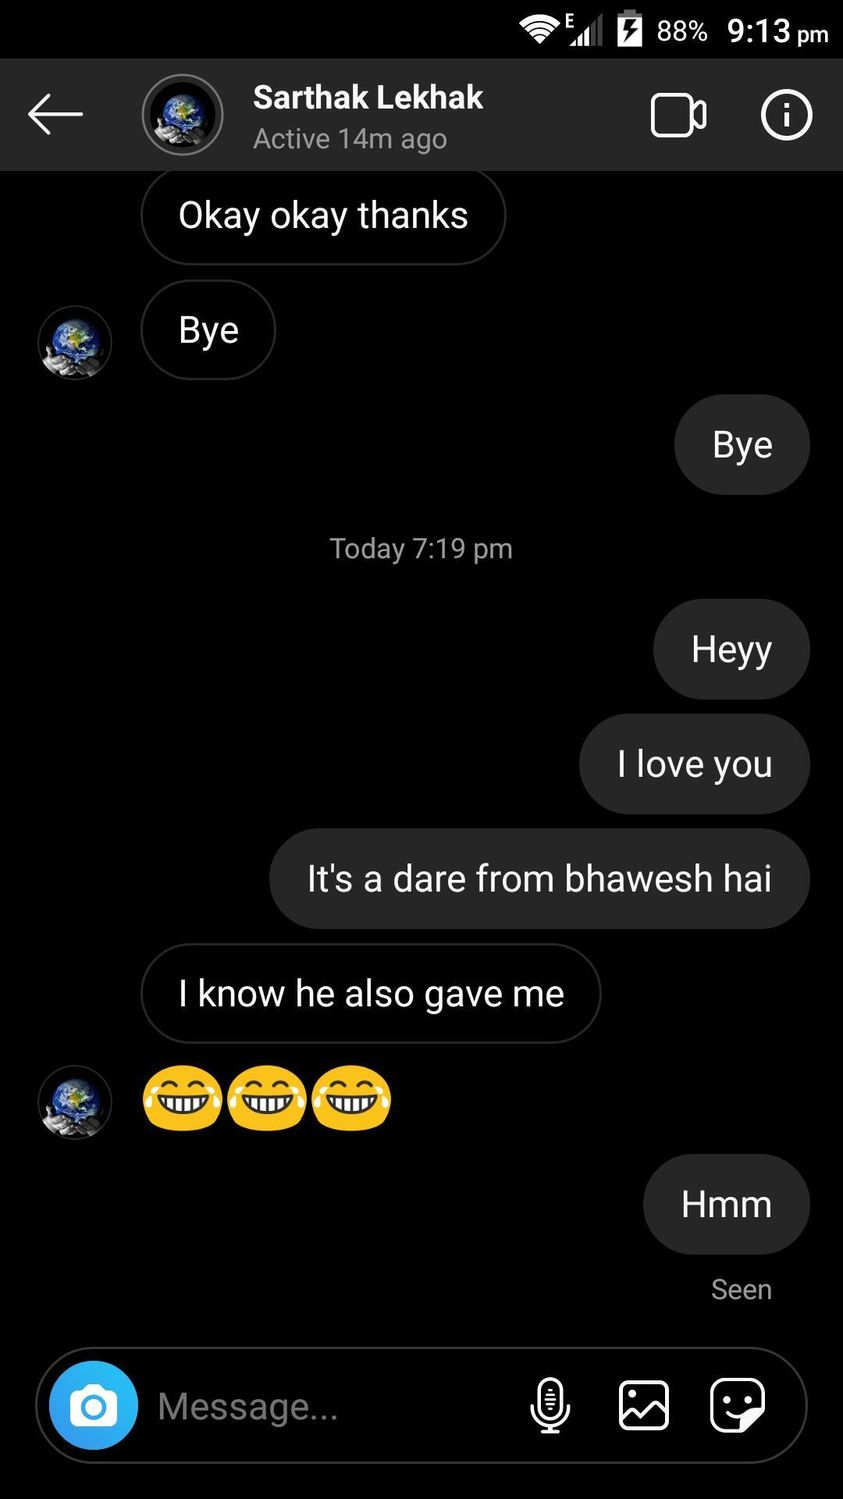 E 88% 9:13 pm
Sarthak Lekhak
Active 14m ago
Okay okay thanks
Bye
Bye
Today 7:19 pm
Heyy
I love you
It's a dare from bhawesh hai
I know he also gave me
😂😂😂
Hmm
Seen
Message...